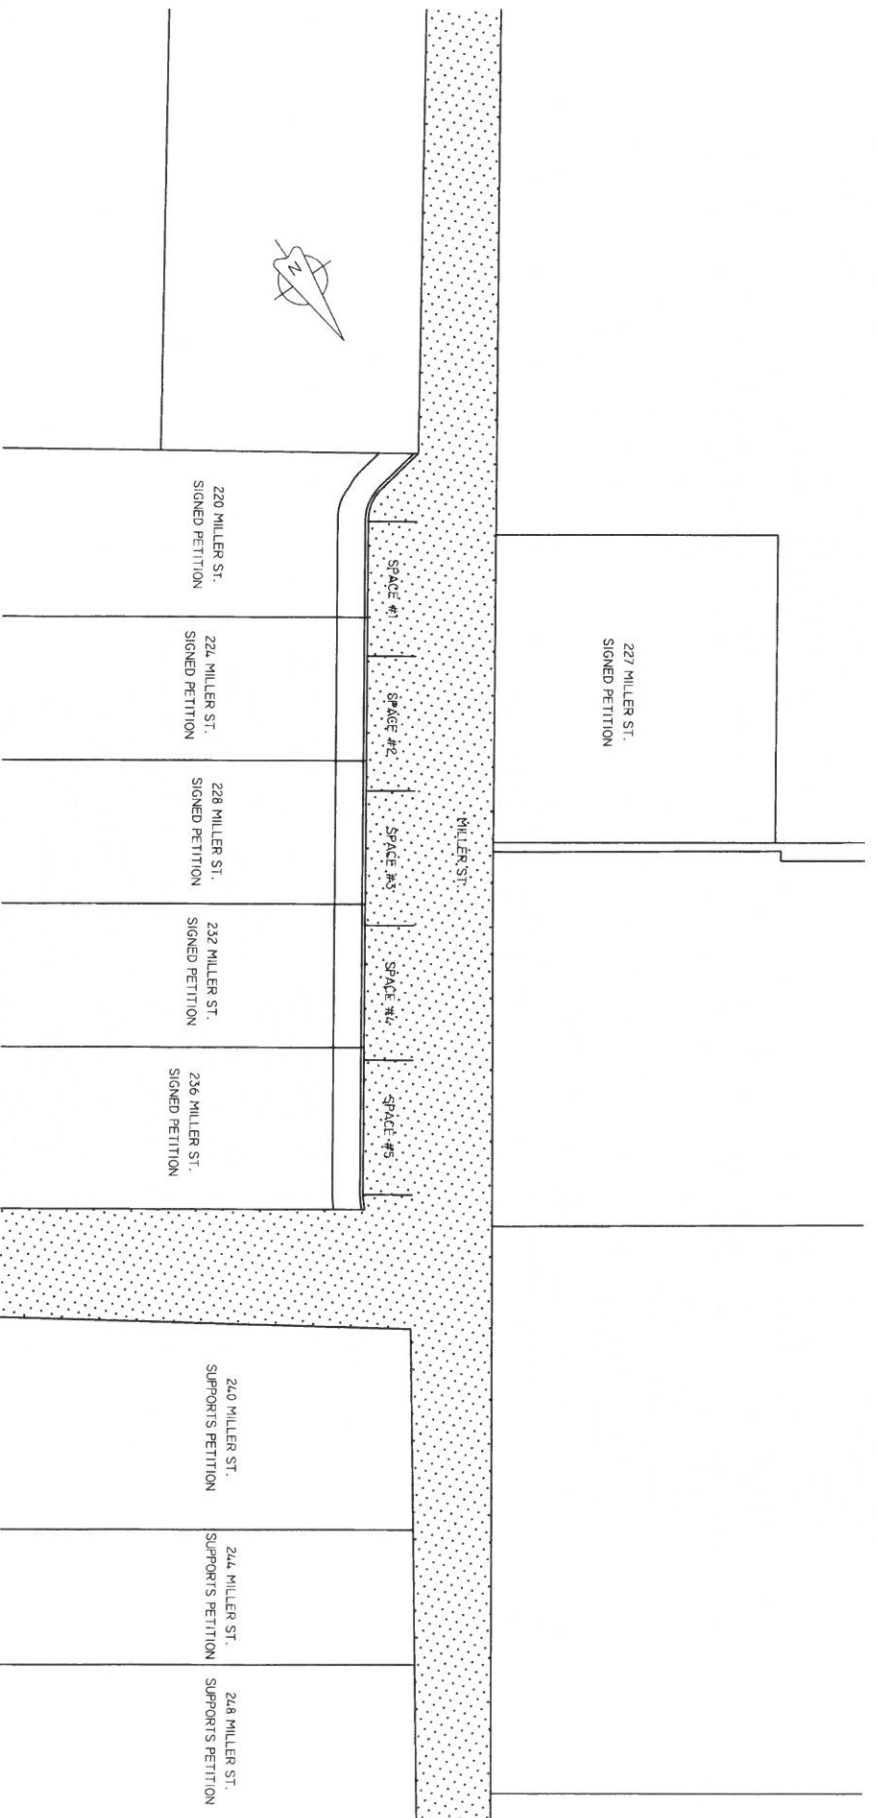 N
227 MILLER ST.
SIGNED PETITION
MILLER ST.
SPACE #1
SPACE #2
SPACE #3
SPACE #4
SPACE #5
220 MILLER ST.
SIGNED PETITION
224 MILLER ST.
SIGNED PETITION
228 MILLER ST.
SIGNED PETITION
232 MILLER ST.
SIGNED PETITION
236 MILLER ST.
SIGNED PETITION
240 MILLER ST.
SUPPORTS PETITION
244 MILLER ST.
SUPPORTS PETITION
248 MILLER ST.
SUPPORTS PETITION